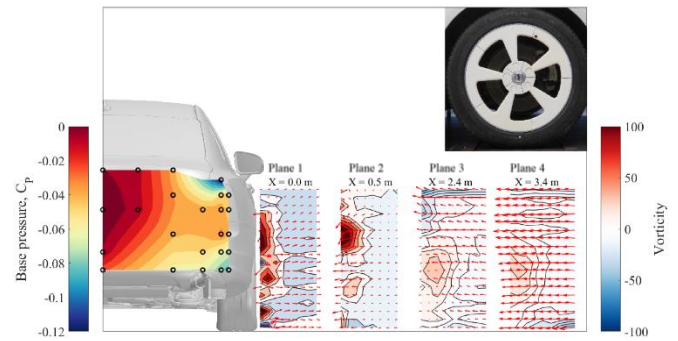 Base pressure, C_P
0
-0.02
-0.04
-0.06
-0.08
-0.1
-0.12
Plane 1
X = 0.0 m
Plane 2
X = 0.5 m
Plane 3
X = 2.4 m
Plane 4
X = 3.4 m
100
50
0
-50
-100
Vorticity